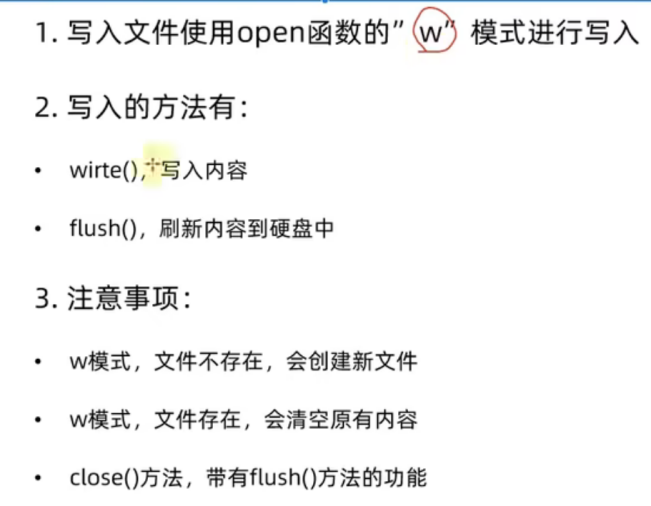 1. 写入文件使用open函数的”w”模式进行写入
2. 写入的方法有：
• wirte(), 写入内容
• flush()，刷新内容到硬盘中
3. 注意事项：
• w模式，文件不存在，会创建新文件
• w模式，文件存在，会清空原有内容
• close()方法，带有flush()方法的功能